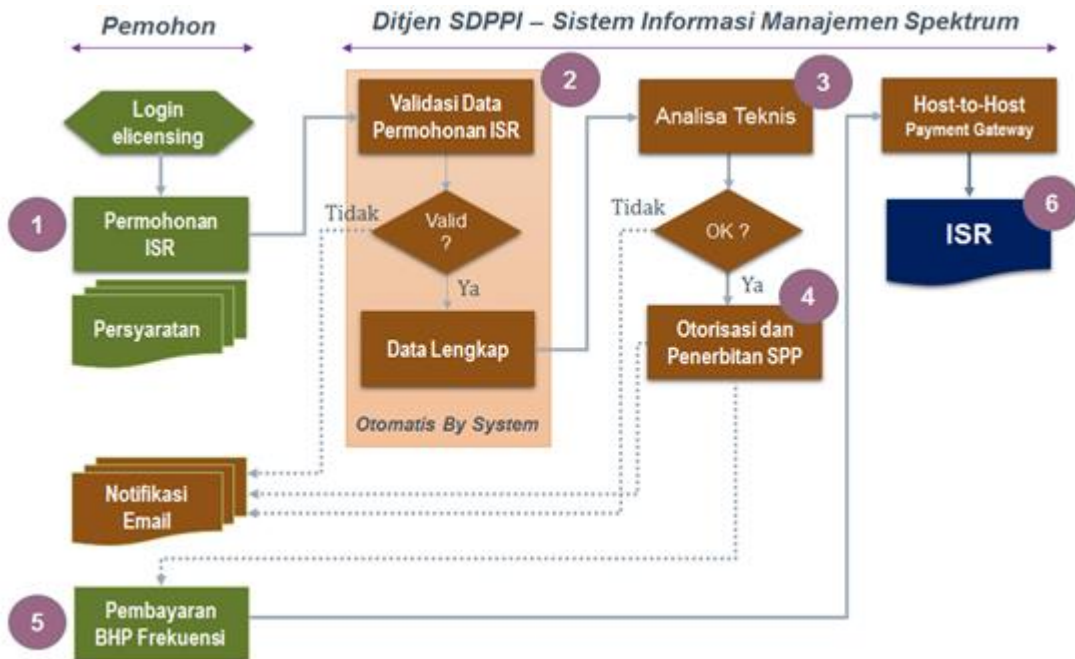 Pemohon
Ditjen SDPPI – Sistem Informasi Manajemen Spektrum
Login
elicensing
1
Permohonan
ISR
Persyaratan
2
Validasi Data
Permohonan ISR
Tidak
Valid
?
Ya
Data Lengkap
Otomatis By System
3
Analisa Teknis
Tidak
OK ?
Ya
4
Otorisasi dan
Penerbitan SPP
Notifikasi
Email
5
Pembayaran
BHP Frekuensi
Host-to-Host
Payment Gateway
6
ISR